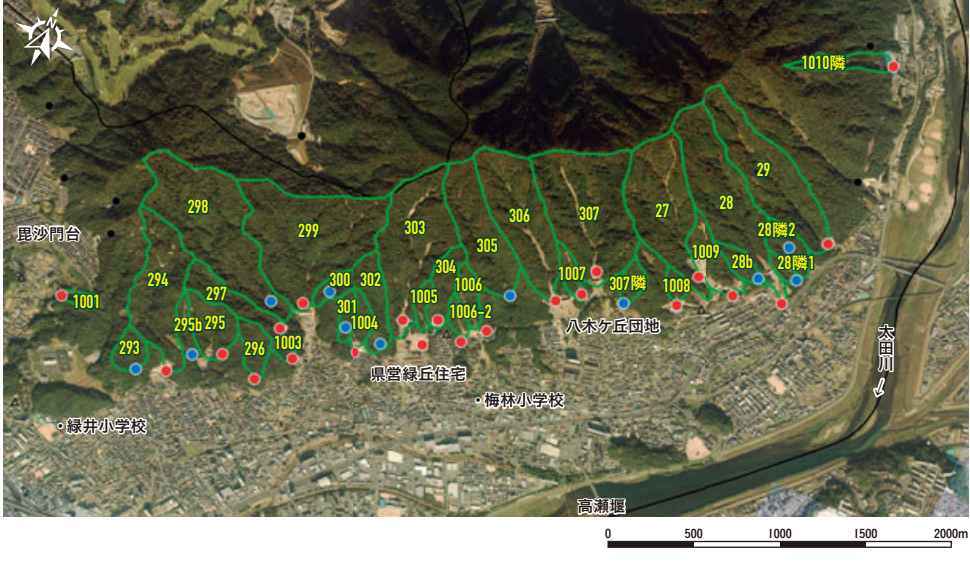 N
1010隣
29
298
28
303
27
307
306
299
28隣2
毘沙門台
305
1009
28隣1
304
28b
294
1007
300
302
307隣
1006
1008
297
1001
1005
301
1006-2
1004
295b
295
八木ケ丘団地
太田川
1003
293
296
県営緑丘住宅
・梅林小学校
・緑井小学校
高瀬堰
0 500 1000 1500 2000m